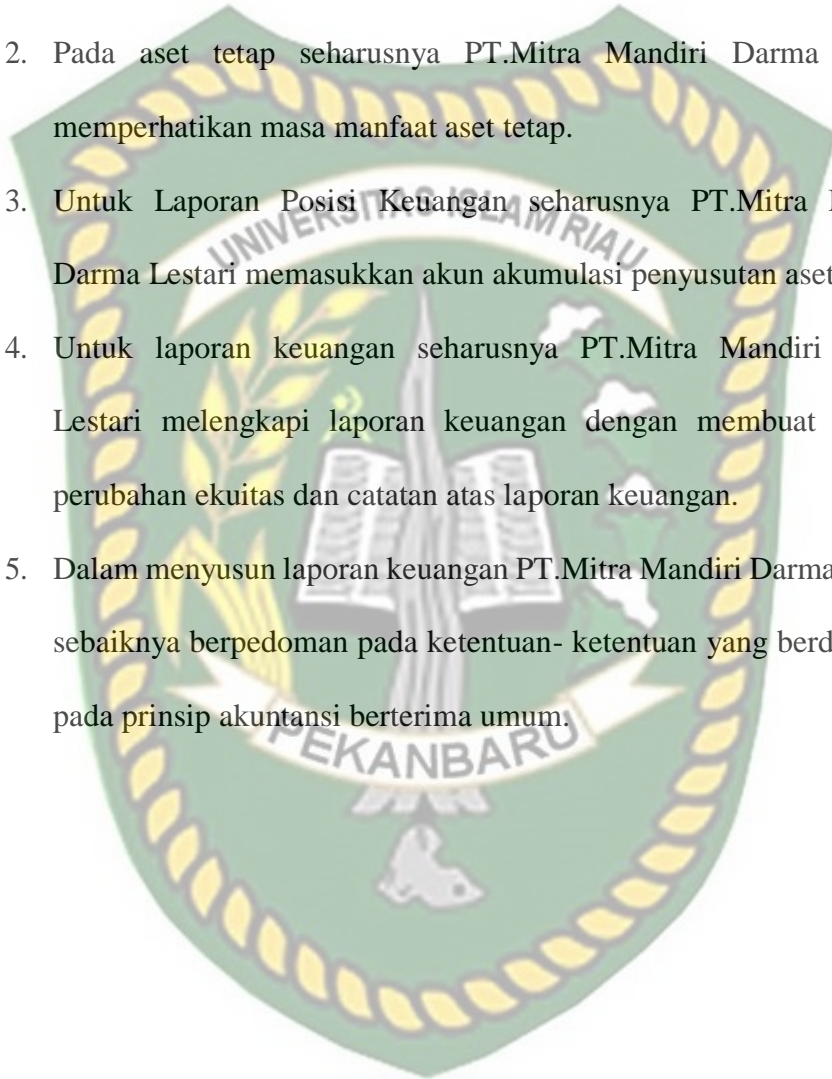 2. Pada aset tetap seharusnya PT.Mitra Mandiri Darma
memperhatikan masa manfaat aset tetap.
3. Untuk Laporan Posisi Keuangan seharusnya PT.Mitra
Darma Lestari memasukkan akun akumulasi penyusutan aset
4. Untuk laporan keuangan seharusnya PT.Mitra Mandiri
Lestari melengkapi laporan keuangan dengan membuat
perubahan ekuitas dan catatan atas laporan keuangan.
5. Dalam menyusun laporan keuangan PT.Mitra Mandiri Darma
sebaiknya berpedoman pada ketentuan- ketentuan yang berd
pada prinsip akuntansi berterima umum.
UNIVERSITAS ISLAM RIAU
PEKANBARU